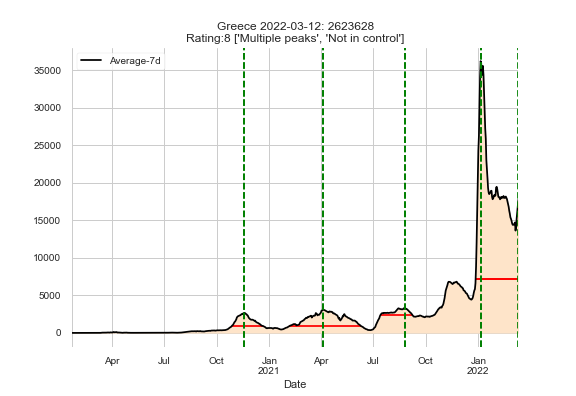 Greece 2022-03-12: 2623628
Rating:8 ['Multiple peaks', 'Not in control']
Average-7d
35000
30000
25000
20000
15000
10000
5000
0
Apr
Jul
Oct
Jan
2021
Apr
Jul
Oct
Jan
2022
Date